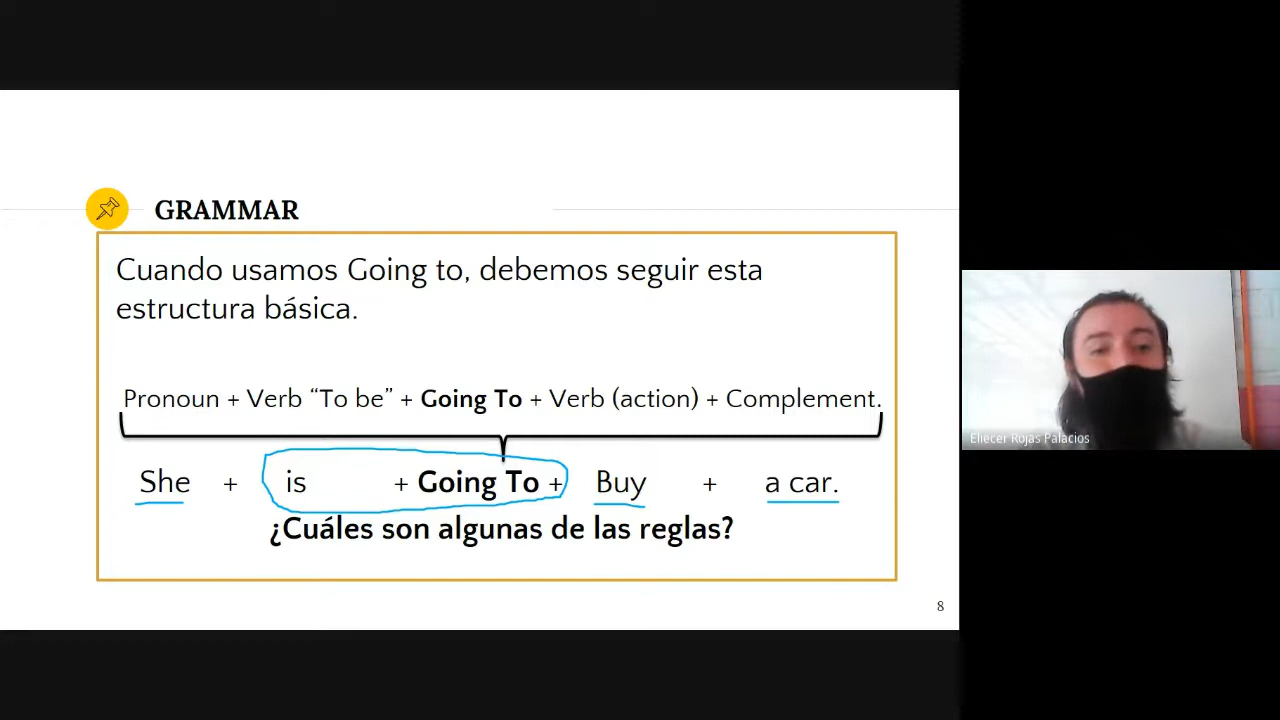 GRAMMAR
Cuando usamos Going to, debemos seguir esta
estructura básica.
Pronoun + Verb “To be” + Going To + Verb (action) + Complement.
She + is + Going To + Buy + a car.
¿Cuáles son algunas de las reglas?
8
Eliecer Rojas Palacios